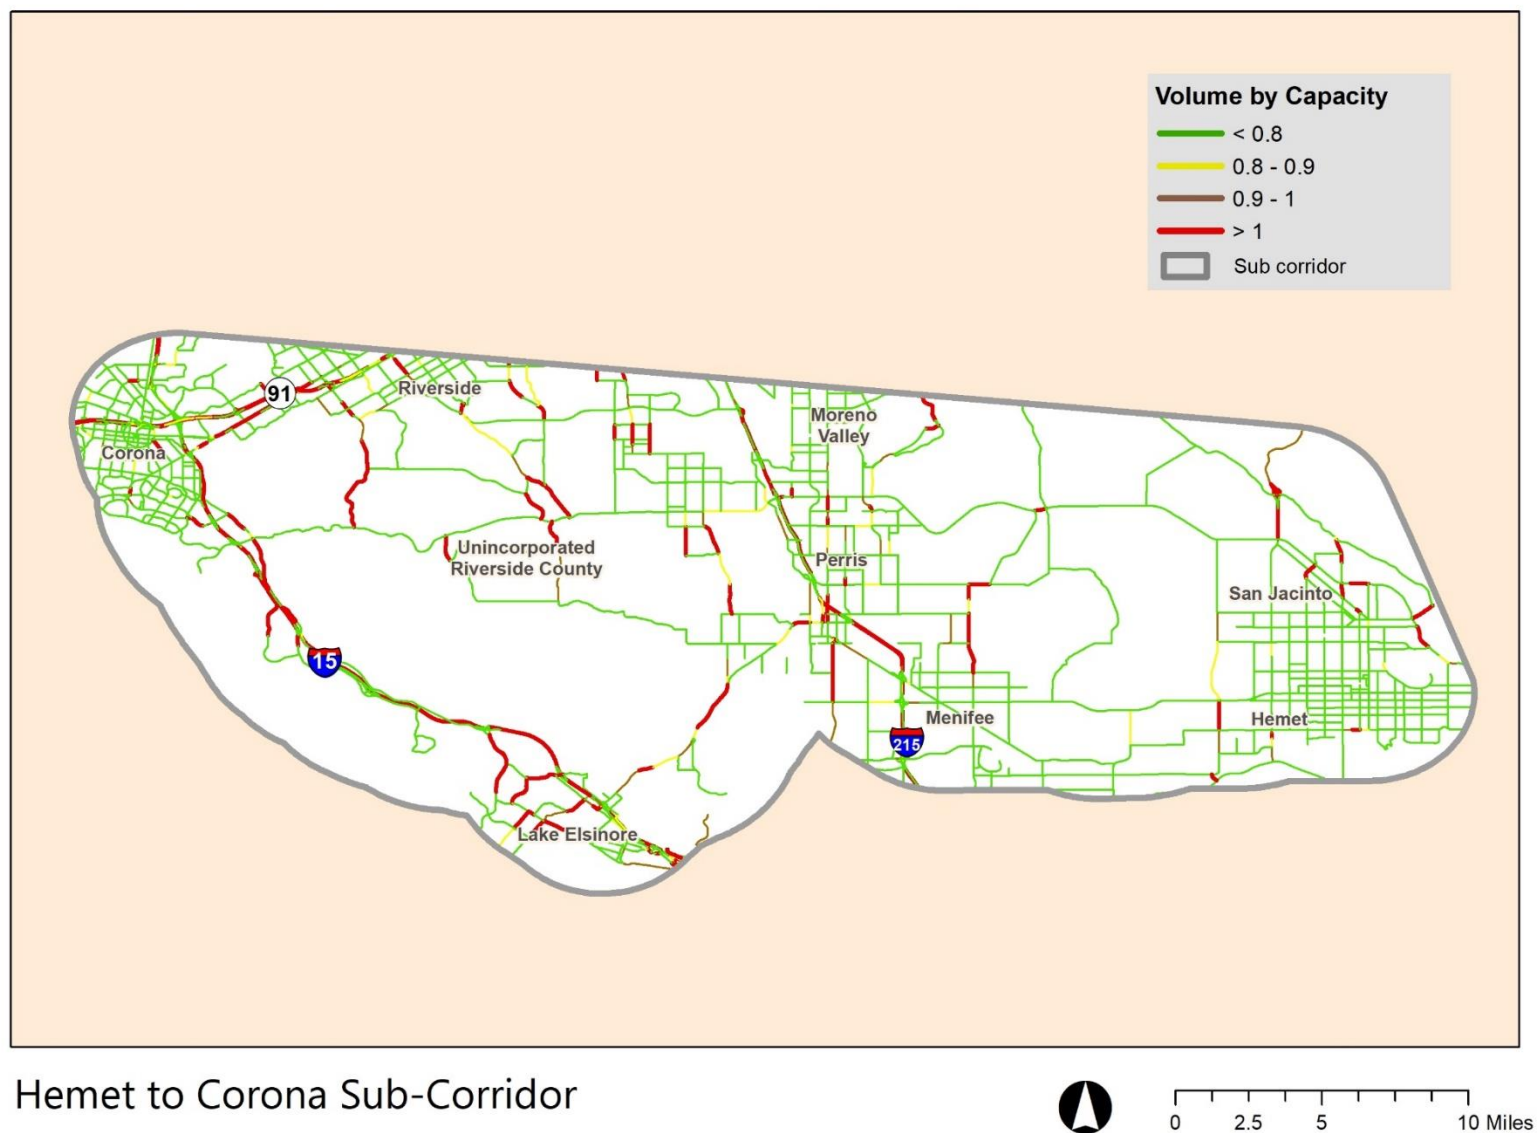 Volume by Capacity
< 0.8
0.8 - 0.9
0.9 - 1
> 1
Sub corridor
91
Riverside
Moreno
Valley
Corona
Unincorporated
Riverside County
Perris
San Jacinto
15
Menifee
Hemet
215
Lake Elsinore
Hemet to Corona Sub-Corridor
0 2.5 5 10 Miles